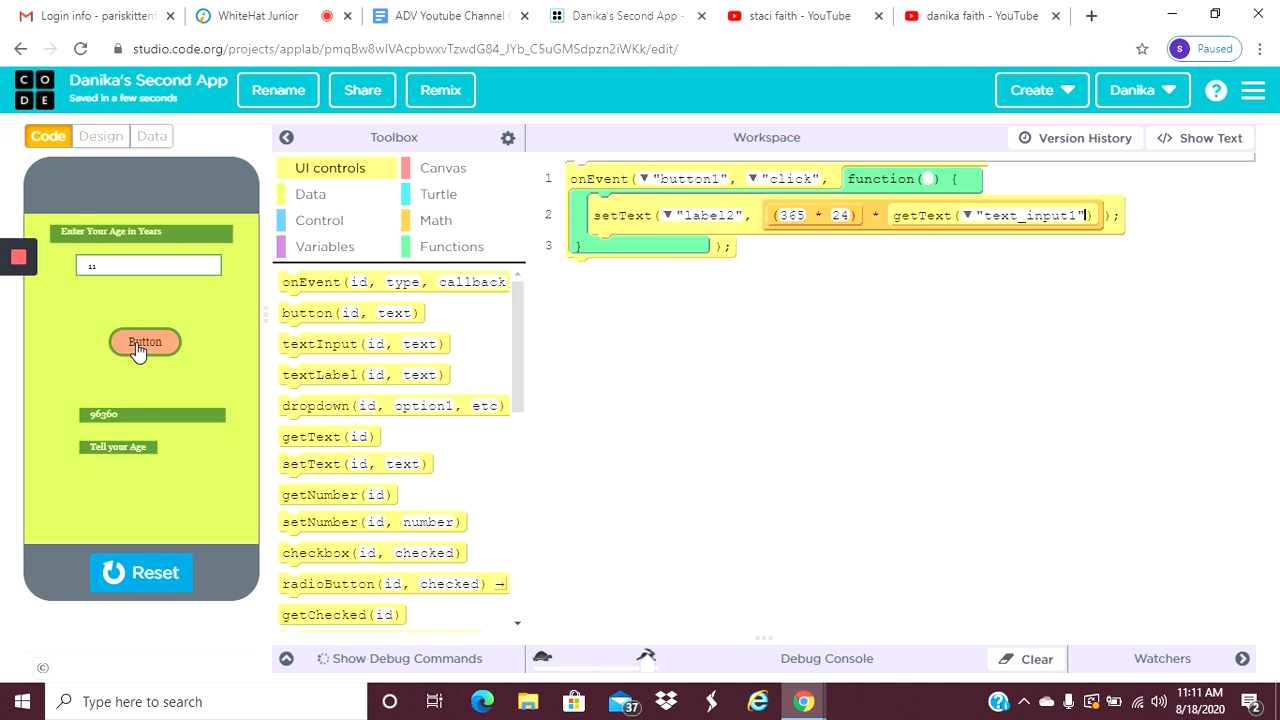 Login info - pariskittenf
WhiteHat Junior
ADV Youtube Channel
Danika's Second App -
staci faith - YouTube
danika faith - YouTube
studio.code.org/projects/applab/pmqBw8wIVAcpbwxvTzwdG84_JYb_C5uGMSdpzn2iWKk/edit/
S Paused
CODE
Danika's Second App
Saved in a few seconds
Rename
Share
Remix
Create
Danika
?
Code
Design
Data
Toolbox
Workspace
Version History
</> Show Text
Enter Your Age in Years
11
Button
96360
Tell your Age
Reset
UI controls
Canvas
Data
Turtle
Control
Math
Variables
Functions
onEvent(id, type, callback)
button(id, text)
textInput(id, text)
textLabel(id, text)
dropdown(id, option1, etc)
getText(id)
setText(id, text)
getNumber(id)
setNumber(id, number)
checkbox(id, checked)
radioButton(id, checked)
getChecked(id)
1 onEvent("button1", "click", function( ) {
2 setText("label2", (365 * 24) * getText("text_input1") );
3 } );
©
Show Debug Commands
Debug Console
Clear
Watchers
Type here to search
37
11:11 AM
8/18/2020
2